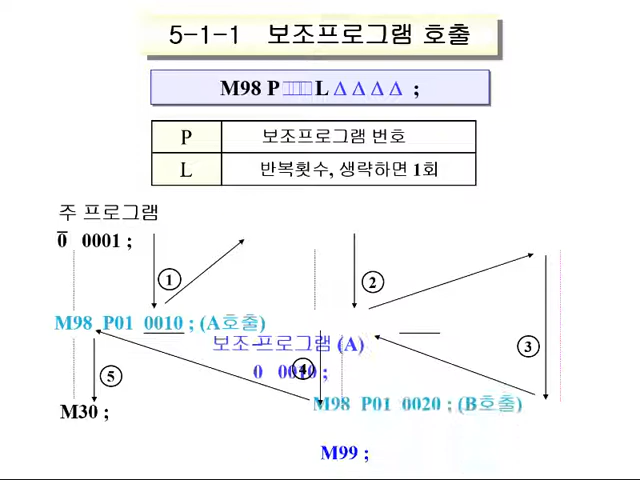 5-1-1 보조프로그램 호출
M98 P □□□□ L Δ Δ Δ Δ ;
P 보조프로그램 번호
L 반복횟수, 생략하면 1회
주 프로그램
0 0001 ;
①
②
M98 P01 0010 ; (A호출)
보조 프로그램 (A)
③
0 0010 ;
④
⑤
M98 P01 0020 ; (B호출)
M30 ;
M99 ;